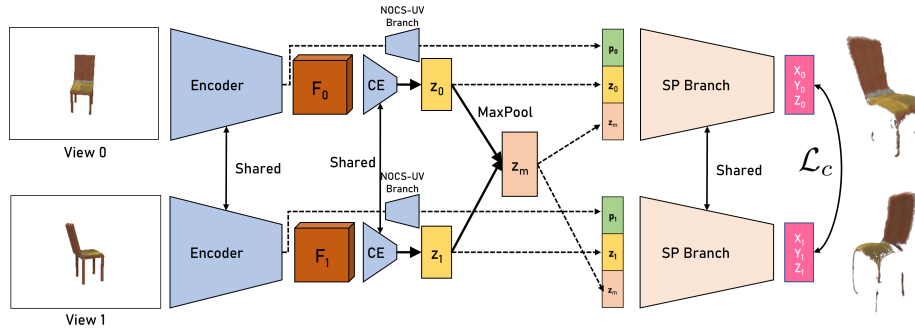 NOCS-UV
Branch
Encoder
F0
CE
z0
p0
z0
zm
SP Branch
X0
Y0
Z0
View 0
MaxPool
Shared
Shared
zm
Shared
ℒc
NOCS-UV
Branch
Encoder
F1
CE
z1
p1
z1
zm
SP Branch
X1
Y1
Z1
View 1